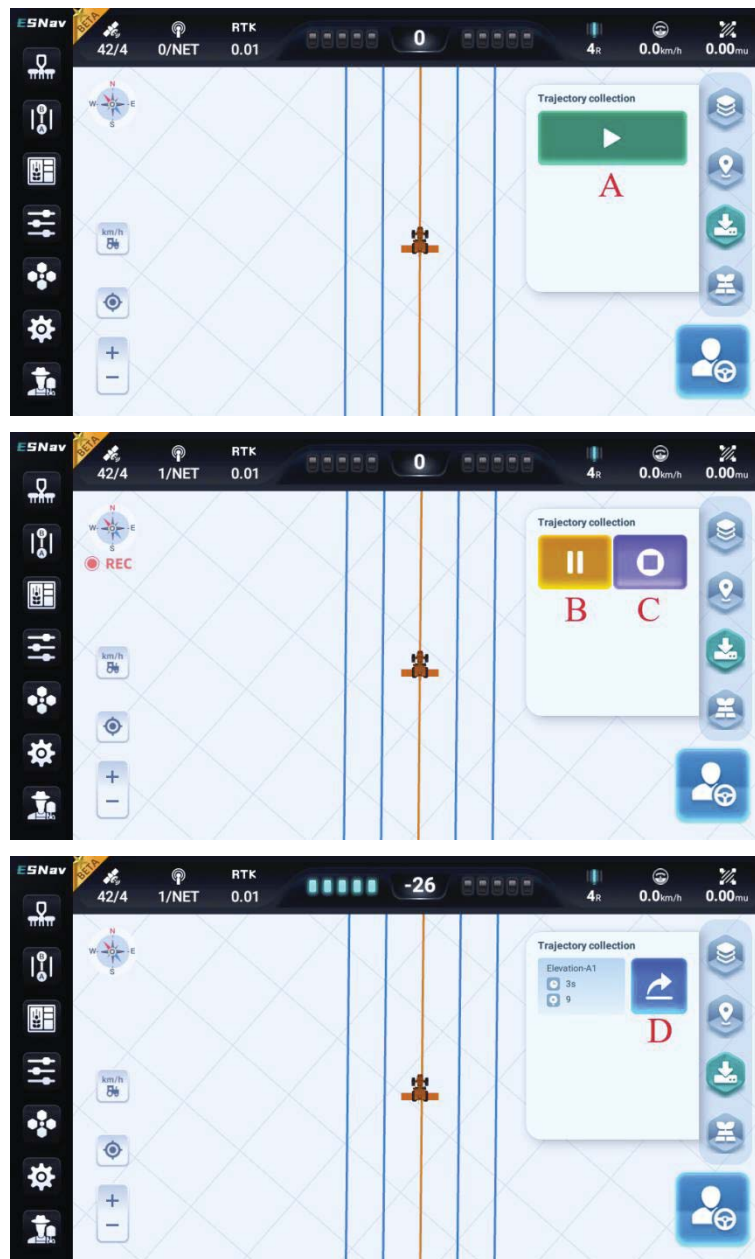 ESNav
BETA
42/4
0/NET
RTK
0.01
0
4R
0.0km/h
0.00mu
N
W
E
S
Trajectory collection
A
km/h
+
−
ESNav
BETA
42/4
1/NET
RTK
0.01
0
4R
0.0km/h
0.00mu
N
W
E
S
REC
Trajectory collection
B C
km/h
+
−
ESNav
BETA
42/4
1/NET
RTK
0.01
-26
4R
0.0km/h
0.00mu
N
W
E
S
Trajectory collection
Elevation-A1
3s
9
D
km/h
+
−